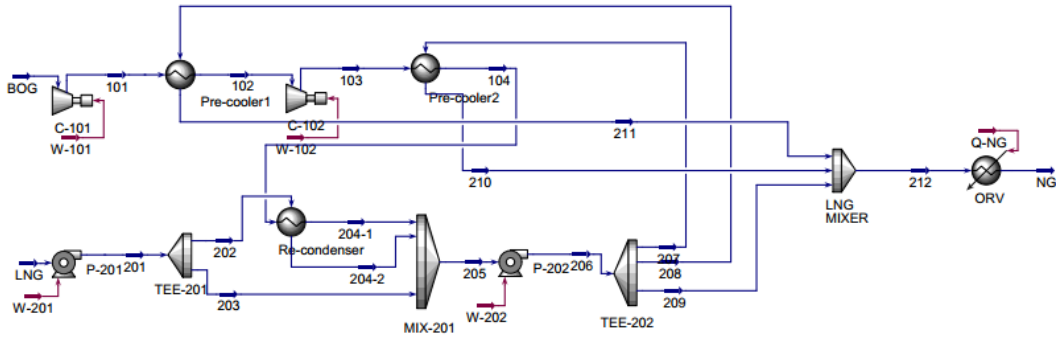 BOG
101
102
103
104
Pre-cooler1
Pre-cooler2
C-101
W-101
C-102
W-102
211
210
Q-NG
212
NG
LNG
MIXER
ORV
202
204-1
Re-condenser
LNG
P-201
201
204-2
205
P-202
206
207
208
W-201
TEE-201
203
W-202
209
MIX-201
TEE-202